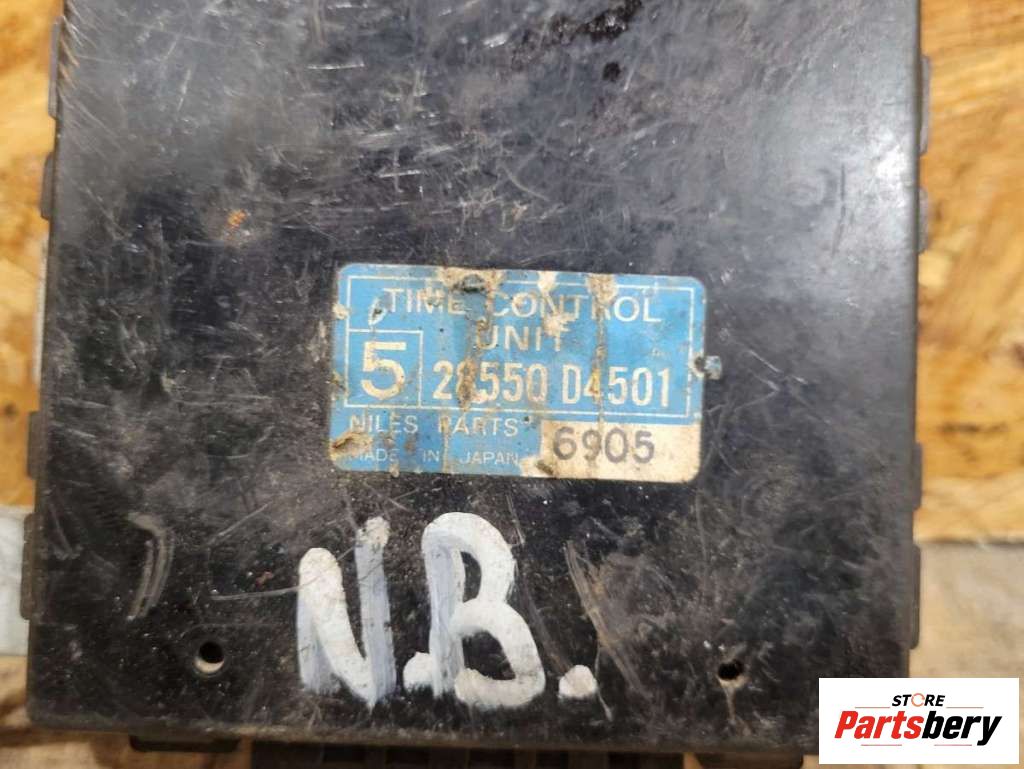 TIME CONTROL
UNIT
5
28550 D4501
NILES PARTS
6905
MADE IN JAPAN
N.B.
STORE
Partsbery